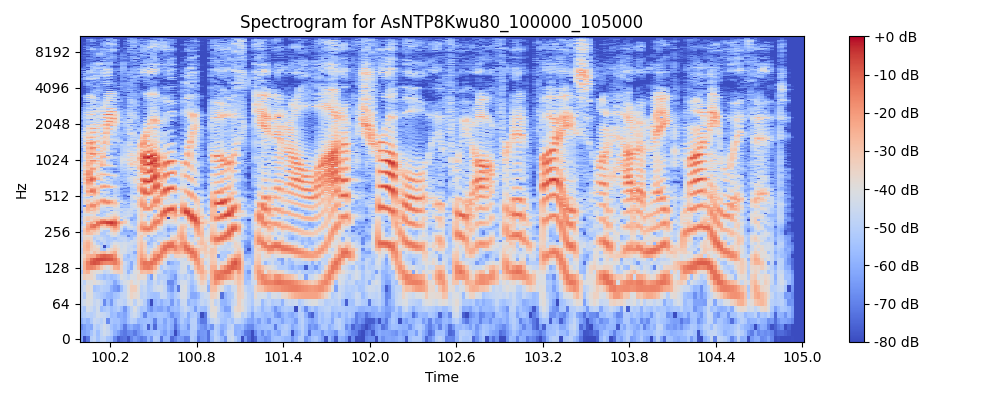 Spectrogram for AsNTP8Kwu80_100000_105000
Hz
8192
4096
2048
1024
512
256
128
64
0
100.2 100.8 101.4 102.0 102.6 103.2 103.8 104.4 105.0
Time
+0 dB
-10 dB
-20 dB
-30 dB
-40 dB
-50 dB
-60 dB
-70 dB
-80 dB